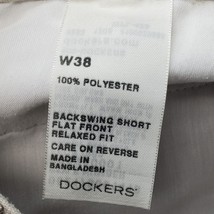 W38
100% POLYESTER
BACKSWING SHORT
FLAT FRONT
RELAXED FIT
CARE ON REVERSE
MADE IN
BANGLADESH
DOCKERS®